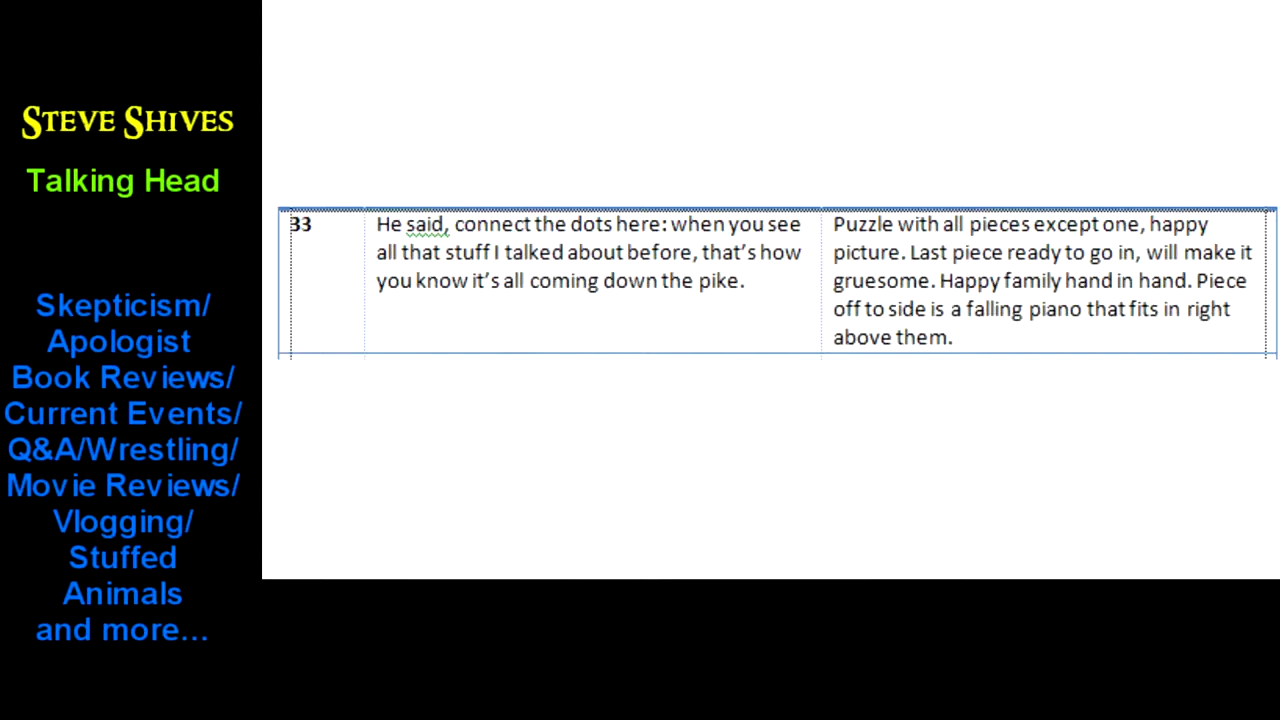 STEVE SHIVES
Talking Head
Skepticism/
Apologist
Book Reviews/
Current Events/
Q&A/Wrestling/
Movie Reviews/
Vlogging/
Stuffed
Animals
and more...
33
He said, connect the dots here: when you see
all that stuff I talked about before, that's how
you know it's all coming down the pike.
Puzzle with all pieces except one, happy
picture. Last piece ready to go in, will make it
gruesome. Happy family hand in hand. Piece
off to side is a falling piano that fits in right
above them.